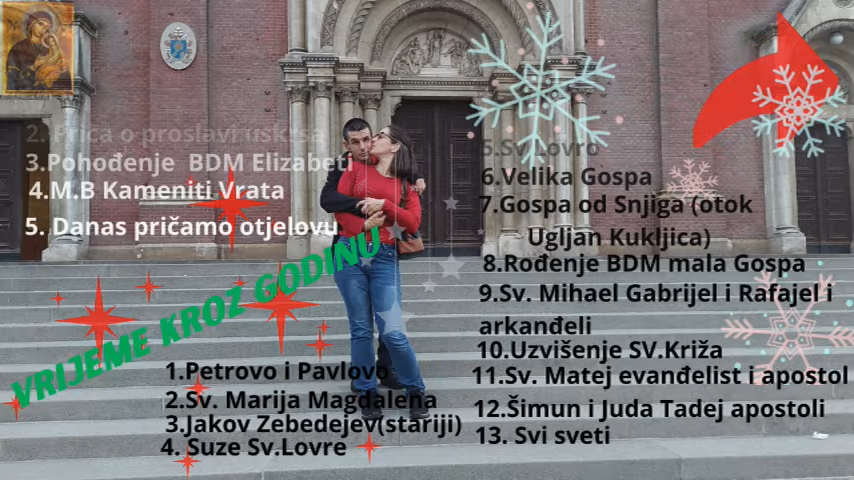 2. Priča o proslavi uskrsa
3.Pohođenje BDM Elizabeti
4.M.B Kameniti Vrata
5. Danas pričamo otjelovu
VRIJEME KROZ GODINU
1.Petrovo i Pavlovo
2.Sv. Marija Magdalena
3.Jakov Zebedejev(stariji)
4. Suze Sv.Lovre
5.Sv.Lovro
6.Velika Gospa
7.Gospa od Snjiga (otok
Ugljan Kukljica)
8.Rođenje BDM mala Gospa
9.Sv. Mihael Gabrijel i Rafajel i
arkanđeli
10.Uzvišenje SV.Križa
11.Sv. Matej evanđelist i apostol
12.Šimun i Juda Tadej apostoli
13. Svi sveti